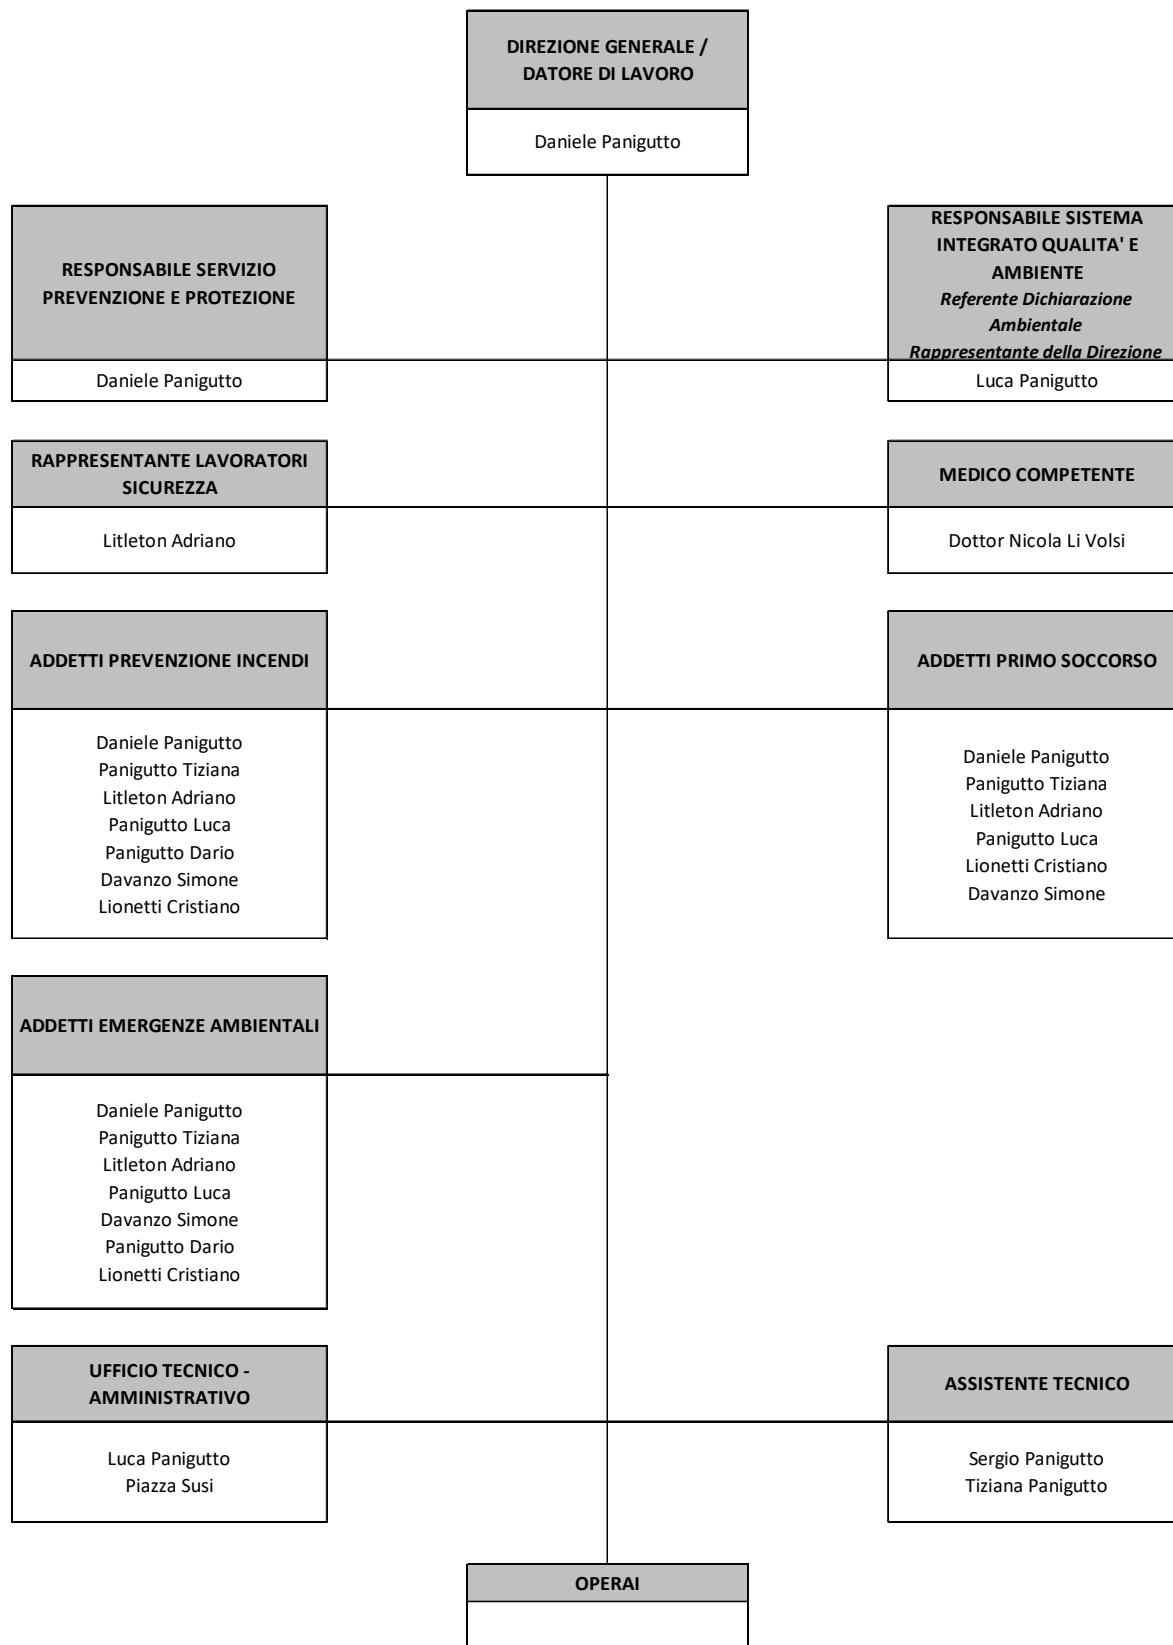 DIREZIONE GENERALE /
DATORE DI LAVORO
Daniele Panigutto
RESPONSABILE SERVIZIO
PREVENZIONE E PROTEZIONE
Daniele Panigutto
RESPONSABILE SISTEMA
INTEGRATO QUALITA' E
AMBIENTE
Referente Dichiarazione
Ambientale
Rappresentante della Direzione
Luca Panigutto
RAPPRESENTANTE LAVORATORI
SICUREZZA
Litleton Adriano
MEDICO COMPETENTE
Dottor Nicola Li Volsi
ADDETTI PREVENZIONE INCENDI
Daniele Panigutto
Panigutto Tiziana
Litleton Adriano
Panigutto Luca
Panigutto Dario
Davanzo Simone
Lionetti Cristiano
ADDETTI PRIMO SOCCORSO
Daniele Panigutto
Panigutto Tiziana
Litleton Adriano
Panigutto Luca
Lionetti Cristiano
Davanzo Simone
ADDETTI EMERGENZE AMBIENTALI
Daniele Panigutto
Panigutto Tiziana
Litleton Adriano
Panigutto Luca
Davanzo Simone
Panigutto Dario
Lionetti Cristiano
UFFICIO TECNICO -
AMMINISTRATIVO
Luca Panigutto
Piazza Susi
ASSISTENTE TECNICO
Sergio Panigutto
Tiziana Panigutto
OPERAI